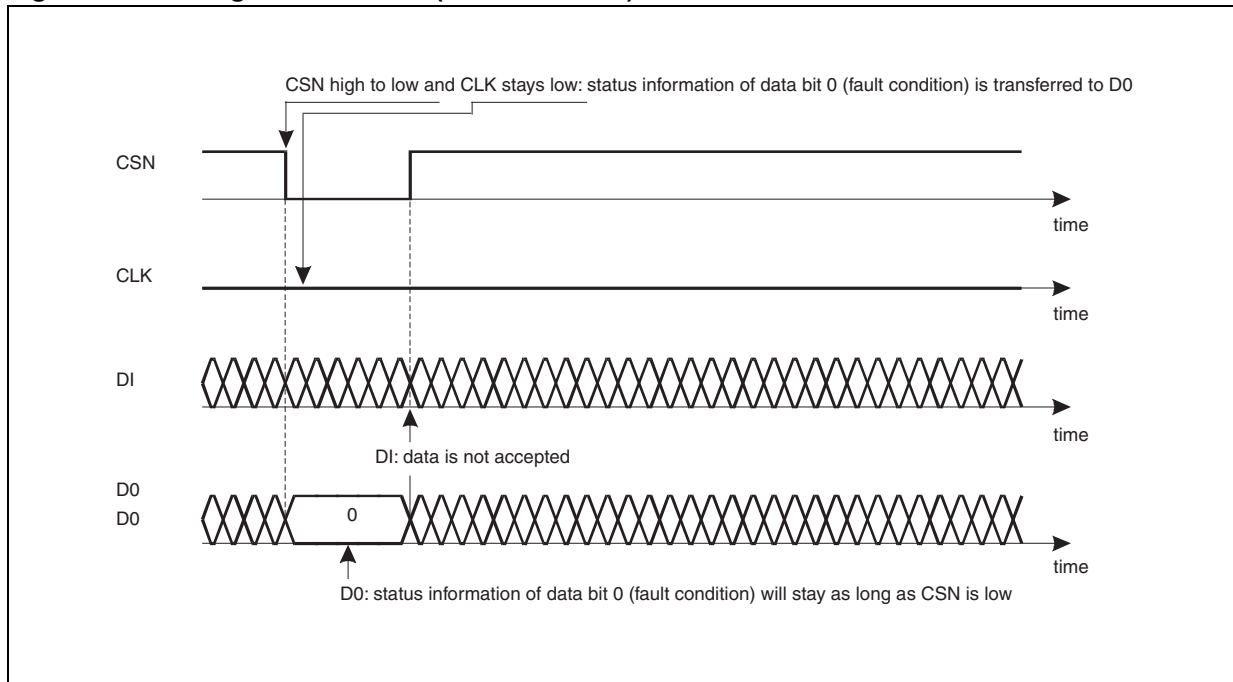 CSN high to low and CLK stays low: status information of data bit 0 (fault condition) is transferred to D0
CSN
time
CLK
time
DI
time
DI: data is not accepted
D0
D0
0
time
D0: status information of data bit 0 (fault condition) will stay as long as CSN is low